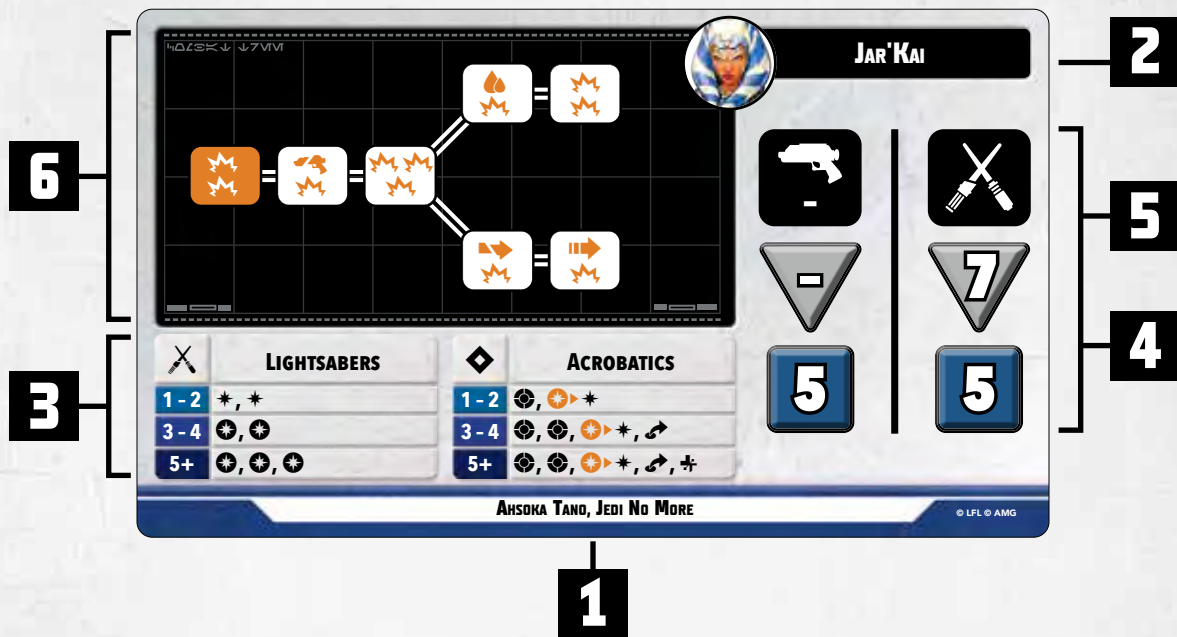 2
JAR'KAI
6
-
-
7
5
5
5
4
3
LIGHTSABERS
1 - 2
3 - 4
5+
ACROBATICS
1 - 2
3 - 4
5+
AHSOKA TANO, JEDI NO MORE
© LFL © AMG
1